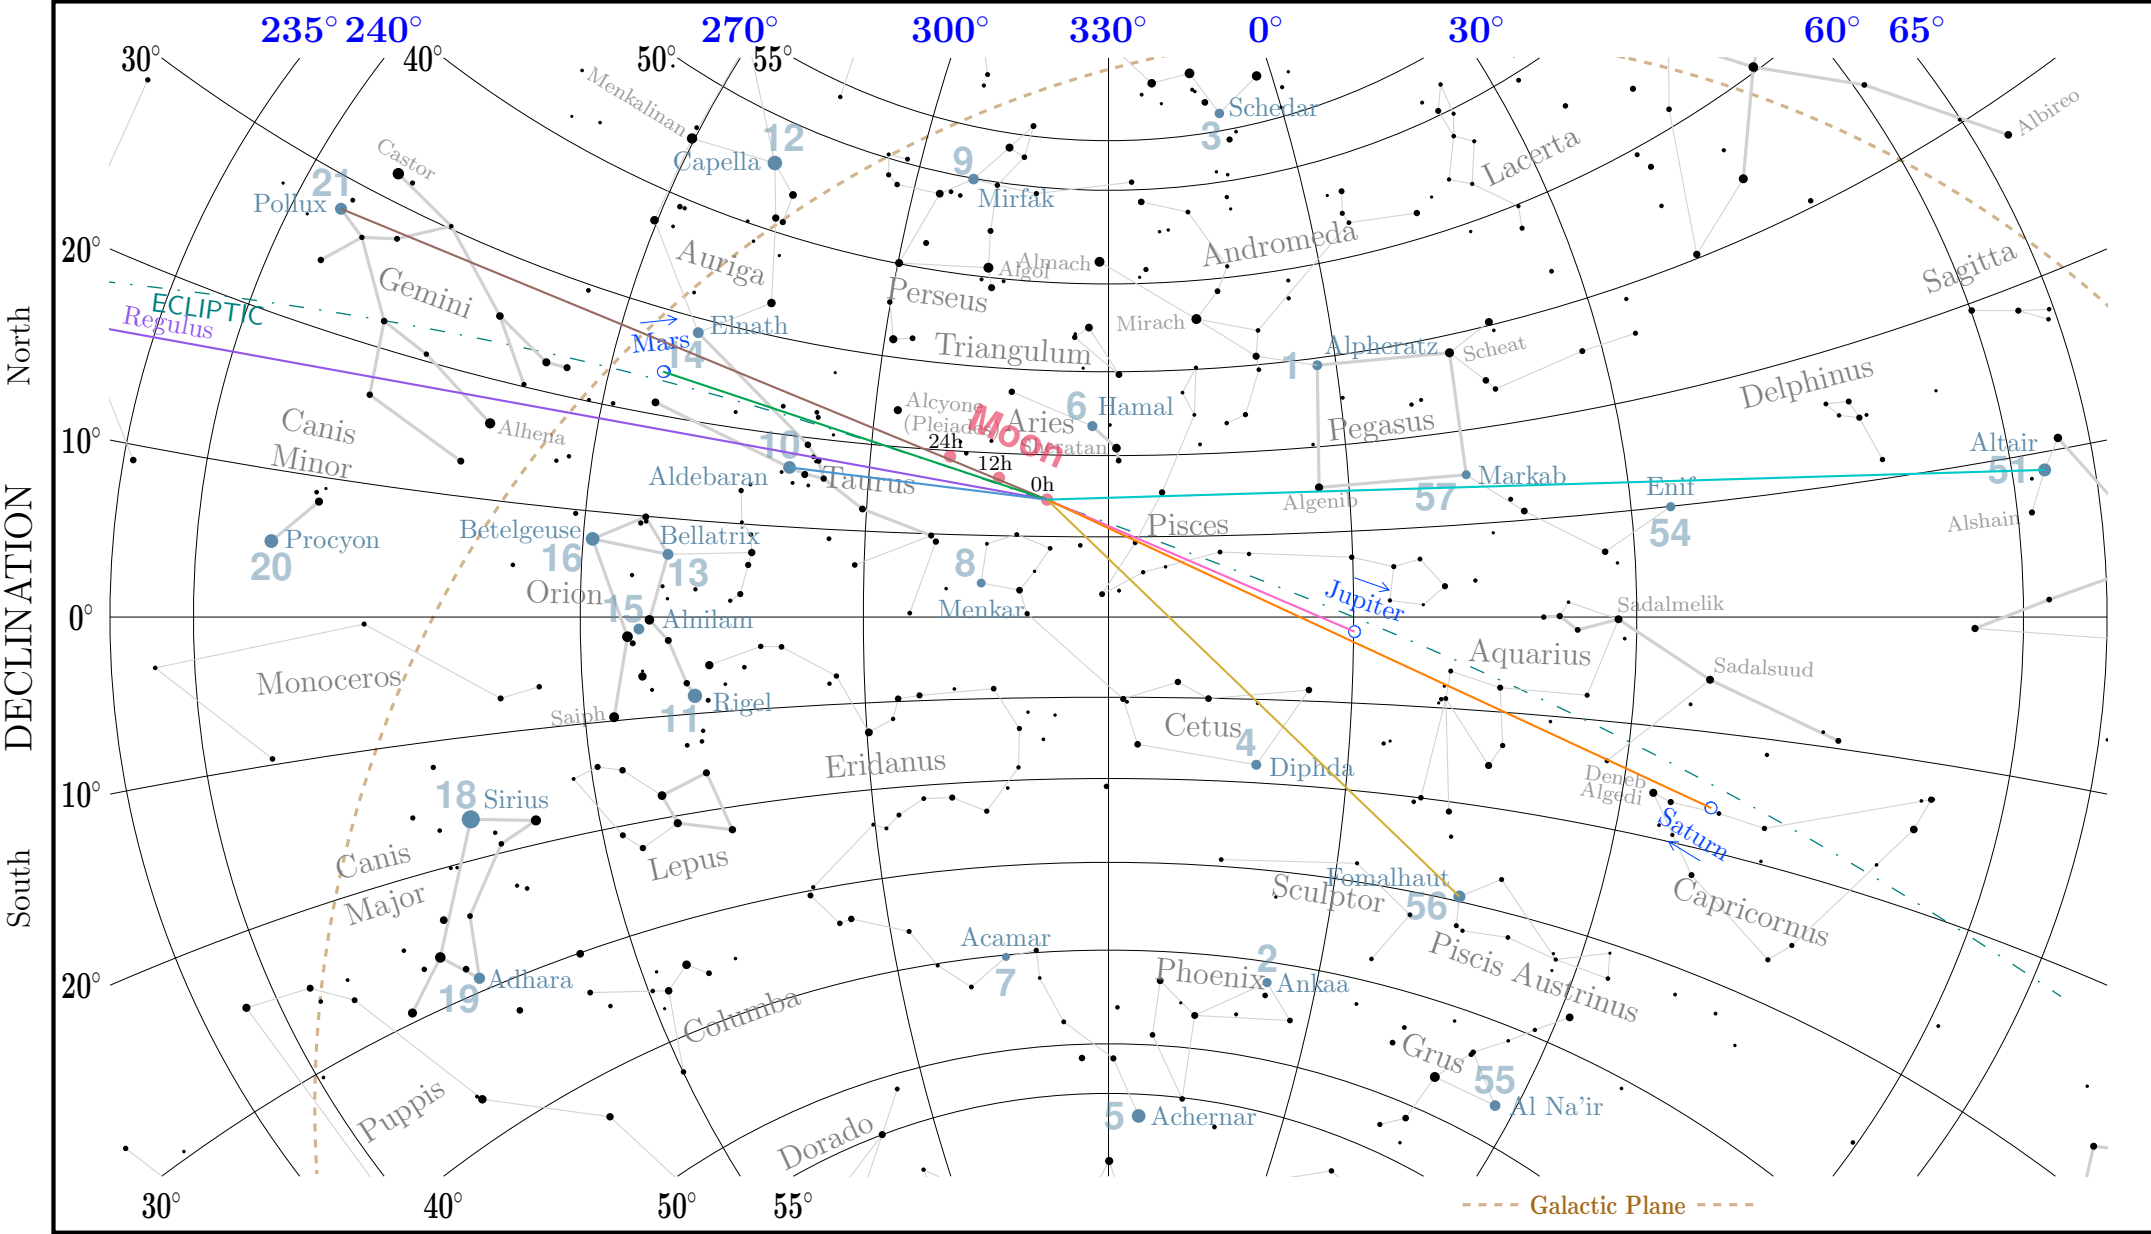 235° 240° 270° 300° 330° 0° 30° 60° 65°
30° 40° 50° 55°
Menkalinan
Schedar
3
Albireo
12
Capella
Castor
9
Mirfak
Lacerta
21
Pollux
20°
Auriga
Andromeda
Almach
Algol
Sagitta
Gemini
Perseus
ECLIPTIC
Regulus
Mars
Elnath
14
Mirach
Triangulum
1
Alpheratz
Scheat
North
Delphinus
Alcyone
(Pleiades)
Aries
6
Hamal
Sheratan
Moon
Pegasus
Canis
Minor
Alhena
10°
24h
12h
0h
10
Aldebaran
Taurus
Altair
51
Markab
57
Algenib
Enif
54
Alshain
Pisces
Betelgeuse
16
Bellatrix
13
Procyon
20
8
Menkar
Orion
15
Alnilam
Jupiter
Sadalmelik
0°
DECLINATION
Monoceros
Aquarius
Sadalsuud
Saiph
11
Rigel
Cetus
4
Diphda
Eridanus
Deneb
Algedi
10°
18
Sirius
Saturn
Canis
Major
Lepus
Fomalhaut
56
Sculptor
Capricornus
South
Acamar
7
Piscis Austrinus
20°
19
Adhara
Phoenix
2
Ankaa
Columba
Grus
55
Al Na'ir
Puppis
5
Achernar
Dorado
30° 40° 50° 55°
Galactic Plane